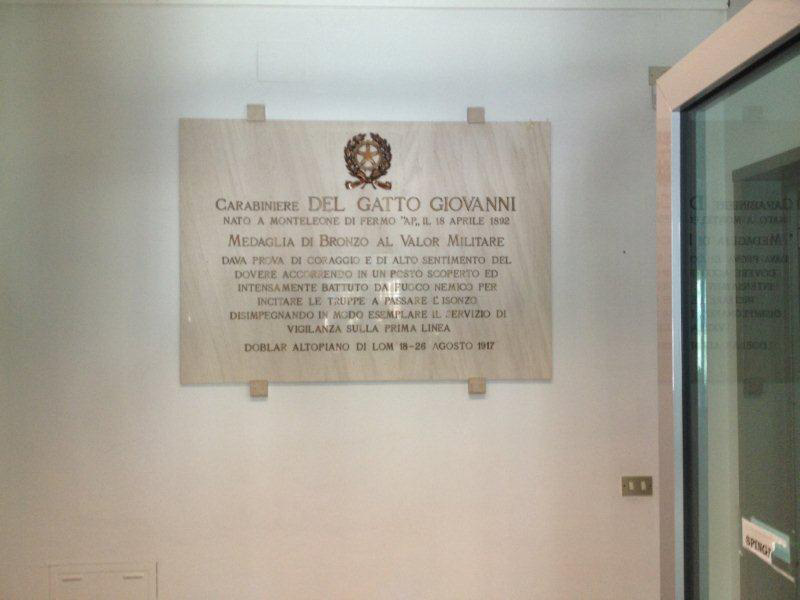 CARABINIERE DEL GATTO GIOVANNI
NATO A MONTELEONE DI FERMO "AP„ IL 18 APRILE 1892
MEDAGLIA DI BRONZO AL VALOR MILITARE
DAVA PROVA DI CORAGGIO E DI ALTO SENTIMENTO DEL
DOVERE ACCORRENDO IN UN POSTO SCOPERTO ED
INTENSAMENTE BATTUTO DA FUOCO NEMICO PER
INCITARE LE TRUPPE A PASSARE L'ISONZO
DISIMPEGNANDO IN MODO ESEMPLARE IL SERVIZIO DI
VIGILANZA SULLA PRIMA LINEA
DOBLAR ALTOPIANO DI LOM 18-26 AGOSTO 1917
SPINGI